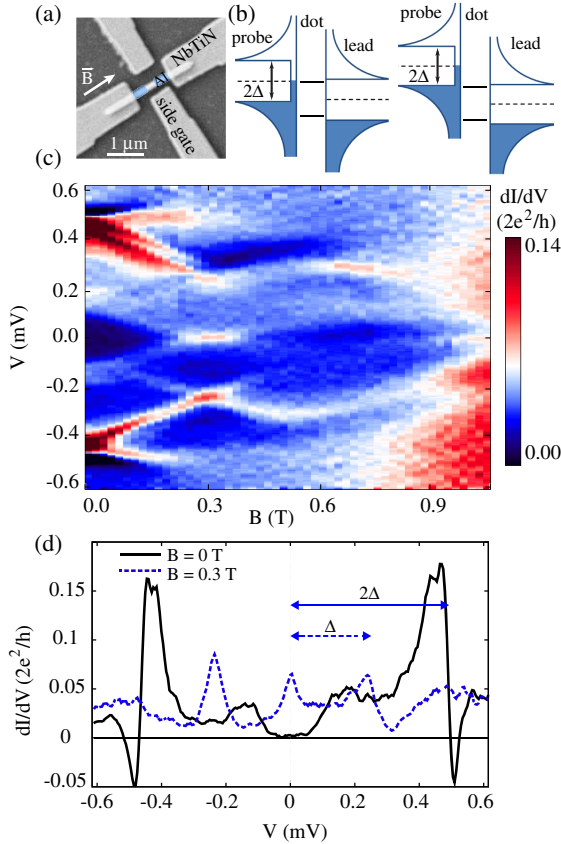 (a)
B
NbTiN
Al
side gate
1 μm
(b)
probe
dot
lead
2Δ
probe
dot
lead
2Δ
(c)
0.6
0.4
0.2
0.0
-0.2
-0.4
-0.6
V (mV)
0.0 0.3 0.6 0.9
B (T)
dI/dV
(2e²/h)
0.14
0.00
(d)
B = 0 T
B = 0.3 T
2Δ
Δ
0.15
0.1
0.05
0
-0.05
dI/dV (2e²/h)
-0.6 -0.4 -0.2 0 0.2 0.4 0.6
V (mV)